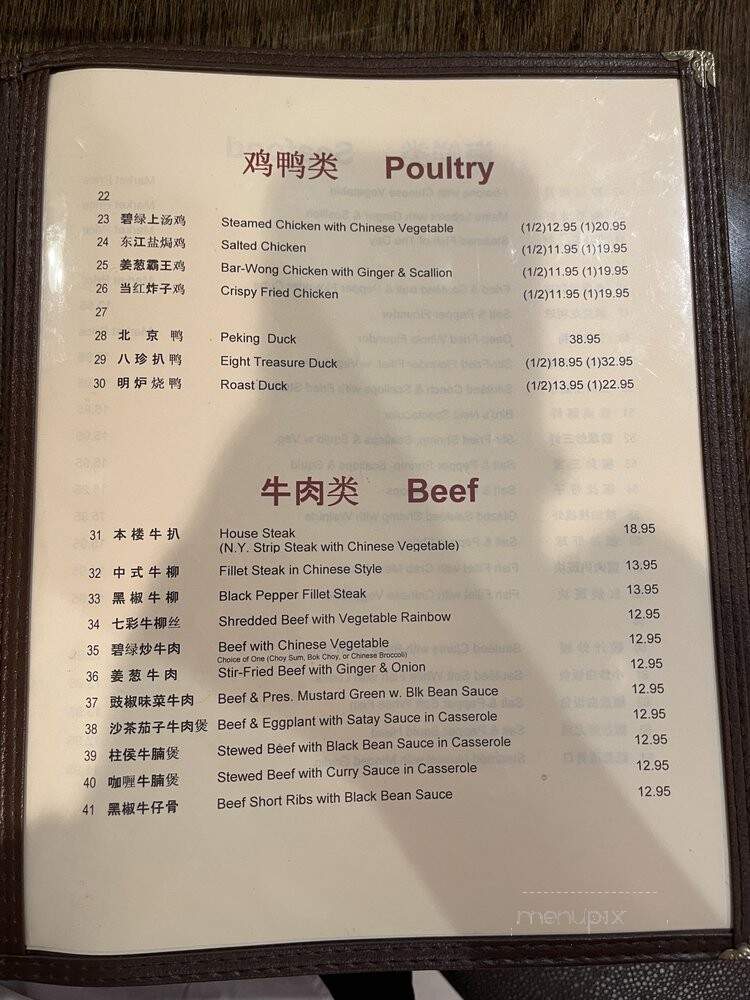 鸡鸭类 Poultry
22
23 碧绿上汤鸡 Steamed Chicken with Chinese Vegetable (1/2)12.95 (1)20.95
24 东江盐焗鸡 Salted Chicken (1/2)11.95 (1)19.95
25 姜葱霸王鸡 Bar-Wong Chicken with Ginger & Scallion (1/2)11.95 (1)19.95
26 当红炸子鸡 Crispy Fried Chicken (1/2)11.95 (1)19.95
27
28 北京鸭 Peking Duck 38.95
29 八珍扒鸭 Eight Treasure Duck (1/2)18.95 (1)32.95
30 明炉烧鸭 Roast Duck (1/2)13.95 (1)22.95
牛肉类 Beef
31 本楼牛扒 House Steak 18.95
(N.Y. Strip Steak with Chinese Vegetable)
32 中式牛柳 Fillet Steak in Chinese Style 13.95
33 黑椒牛柳 Black Pepper Fillet Steak 13.95
34 七彩牛柳丝 Shredded Beef with Vegetable Rainbow 12.95
35 碧绿炒牛肉 Beef with Chinese Vegetable 12.95
Choice of One (Choy Sum, Bok Choy, or Chinese Broccoli)
36 姜葱牛肉 Stir-Fried Beef with Ginger & Onion 12.95
37 豉椒味菜牛肉 Beef & Pres. Mustard Green w. Blk Bean Sauce 12.95
38 沙茶茄子牛肉煲 Beef & Eggplant with Satay Sauce in Casserole 12.95
39 柱侯牛腩煲 Stewed Beef with Black Bean Sauce in Casserole 12.95
40 咖喱牛腩煲 Stewed Beef with Curry Sauce in Casserole 12.95
41 黑椒牛仔骨 Beef Short Ribs with Black Bean Sauce 12.95
menupix